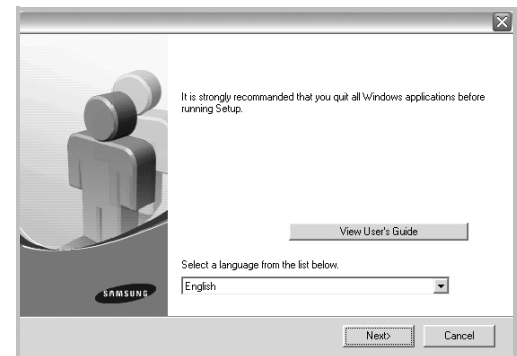 It is strongly recommanded that you quit all Windows applications before
running Setup.
View User's Guide
Select a language from the list below.
English
SAMSUNG
Next>
Cancel